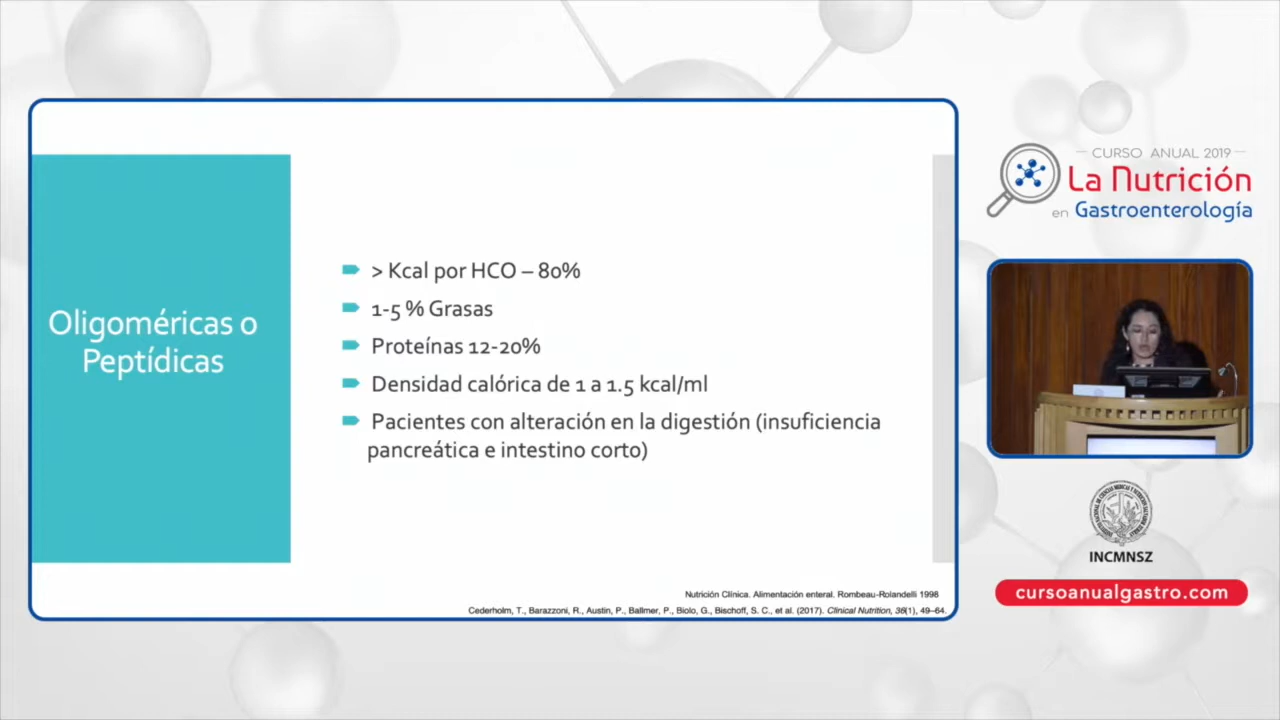 Oligoméricas o
Peptídicas
> Kcal por HCO – 80%
1-5 % Grasas
Proteínas 12-20%
Densidad calórica de 1 a 1.5 kcal/ml
Pacientes con alteración en la digestión (insuficiencia
pancreática e intestino corto)
Nutrición Clínica. Alimentación enteral. Rombeau-Rolandelli 1998
Cederholm, T., Barazzoni, R., Austin, P., Ballmer, P., Biolo, G., Bischoff, S. C., et al. (2017). Clinical Nutrition, 36(1), 49–64.
CURSO ANUAL 2019
La Nutrición
en Gastroenterología
INCMNSZ
cursoanualgastro.com